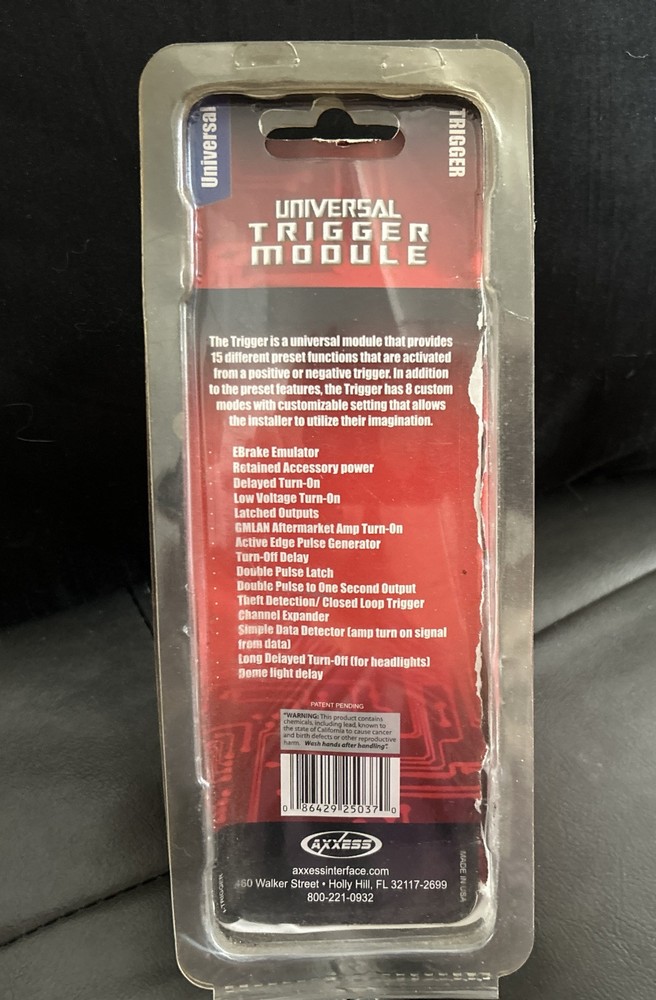 Universal
TRIGGER
UNIVERSAL
TRIGGER
MODULE
The Trigger is a universal module that provides
15 different preset functions that are activated
from a positive or negative trigger. In addition
to the preset features, the Trigger has 8 custom
modes with customizable setting that allows
the installer to utilize their imagination.
EBrake Emulator
Retained Accessory power
Delayed Turn-On
Low Voltage Turn-On
Latched Outputs
GMLAN Aftermarket Amp Turn-On
Active Edge Pulse Generator
Turn-Off Delay
Double Pulse Latch
Double Pulse to One Second Output
Theft Detection/ Closed Loop Trigger
Channel Expander
Simple Data Detector (amp turn on signal
from data)
Long Delayed Turn-Off (for headlights)
Dome light delay
PATENT PENDING
"WARNING: This product contains
chemicals, including lead, known to
the state of California to cause cancer
and birth defects or other reproductive
harm. Wash hands after handling".
0 86429 25037 0
AXXESS
axxessinterface.com
460 Walker Street • Holly Hill, FL 32117-2699
800-221-0932
MADE IN USA